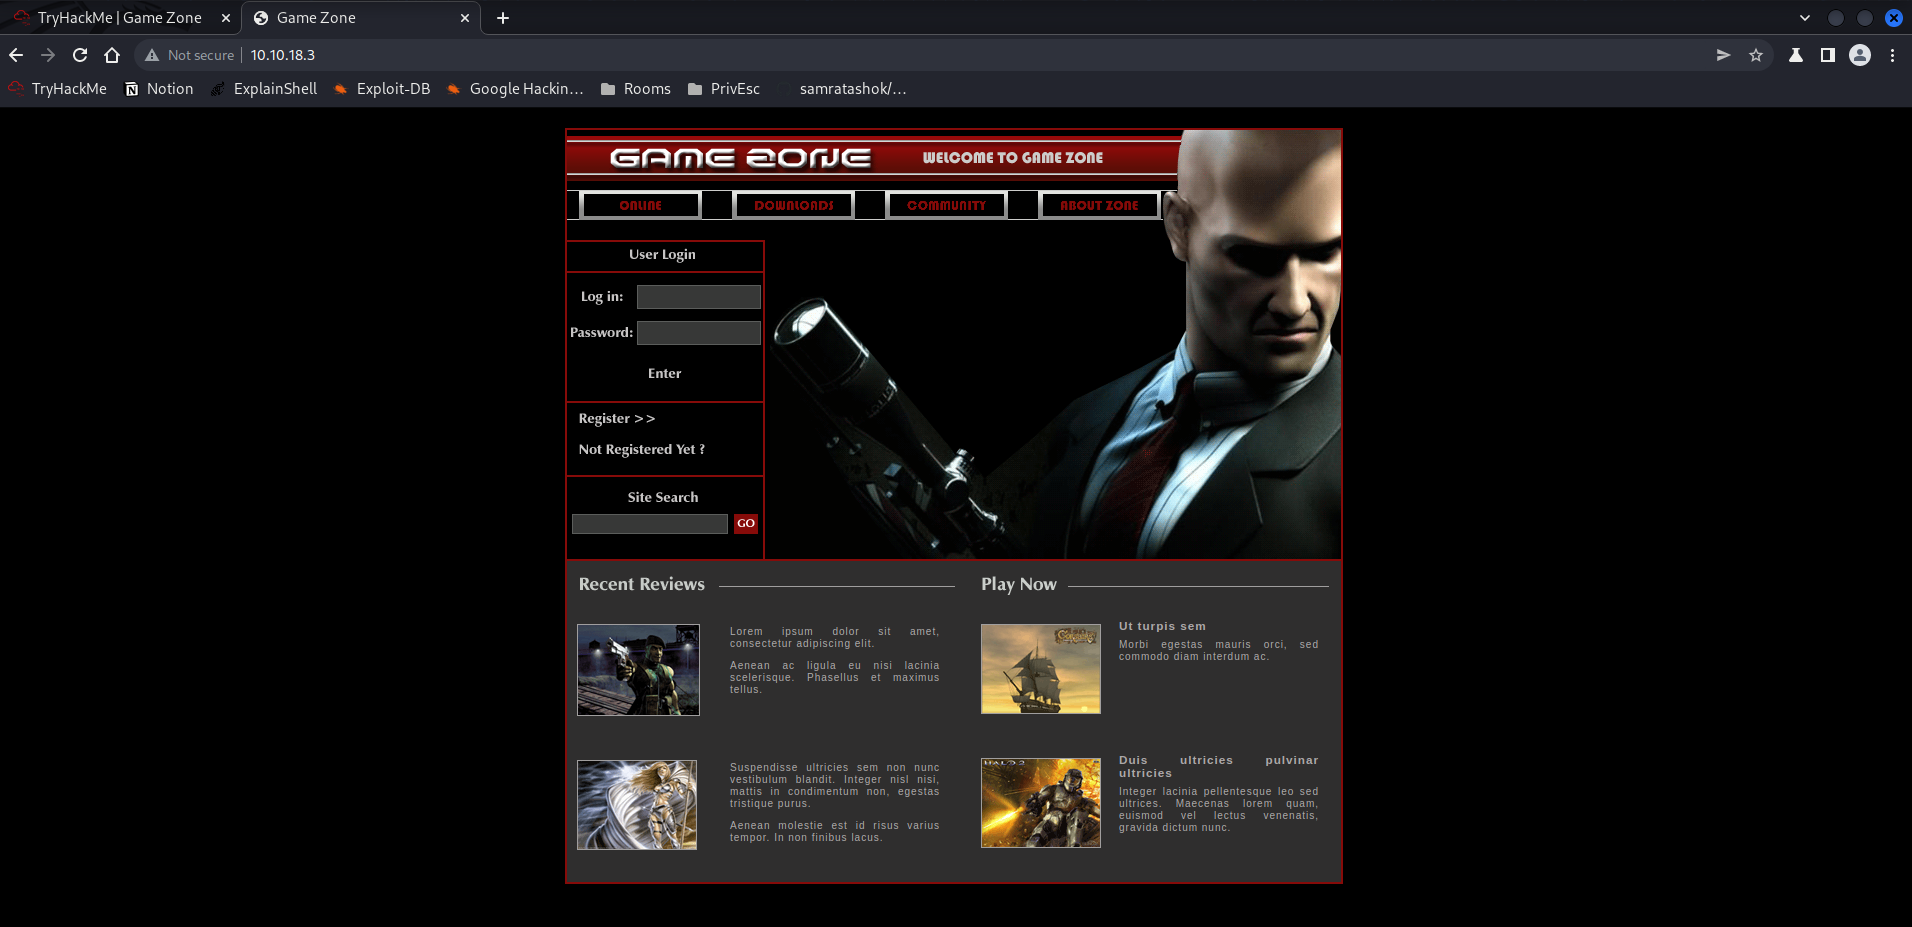 TryHackMe | Game Zone
Game Zone
Not secure
10.10.18.3
TryHackMe
Notion
ExplainShell
Exploit-DB
Google Hackin…
Rooms
PrivEsc
samratashok/…
GAME ZONE
WELCOME TO GAME ZONE
ONLINE
DOWNLONDS
COMMUNITY
ABOUT ZONE
User Login
Log in:
Password:
Enter
Register >>
Not Registered Yet ?
Site Search
GO
Recent Reviews
Lorem ipsum dolor sit amet,
consectetur adipiscing elit.
Aenean ac ligula eu nisi lacinia
scelerisque. Phasellus et maximus
tellus.
Suspendisse ultricies sem non nunc
vestibulum blandit. Integer nisl nisi,
mattis in condimentum non, egestas
tristique purus.
Aenean molestie est id risus varius
tempor. In non finibus lacus.
Play Now
Ut turpis sem
Morbi egestas mauris orci, sed
commodo diam interdum ac.
HALO 2
Duis ultricies pulvinar
ultricies
Integer lacinia pellentesque leo sed
ultrices. Maecenas lorem quam,
euismod vel lectus venenatis,
gravida dictum nunc.